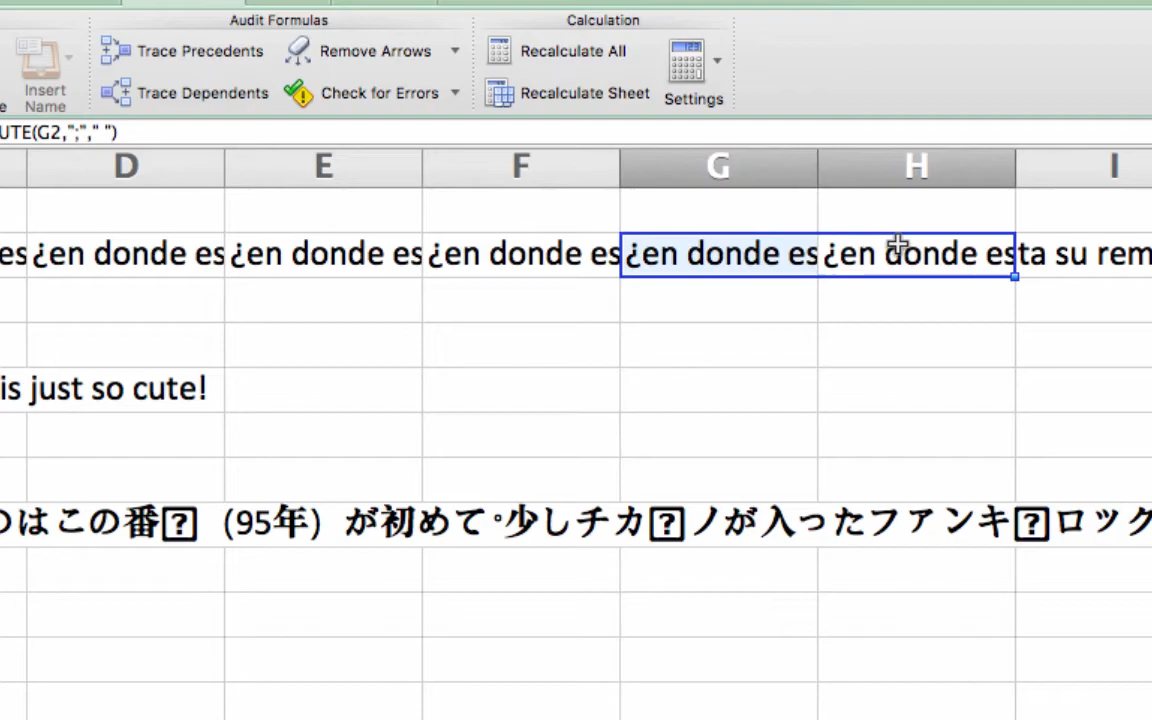 Audit Formulas
Calculation
Insert Name
Trace Precedents
Remove Arrows
Recalculate All
Trace Dependents
Check for Errors
Recalculate Sheet
Settings
UTE(G2,";"," ")
D E F G H I
es ¿en donde es ¿en donde es ¿en donde es ¿en donde es ¿en donde esta su rem
is just so cute!
のはこの番 (95年) が初めて 少しチカ ノが入ったファンキ ロック